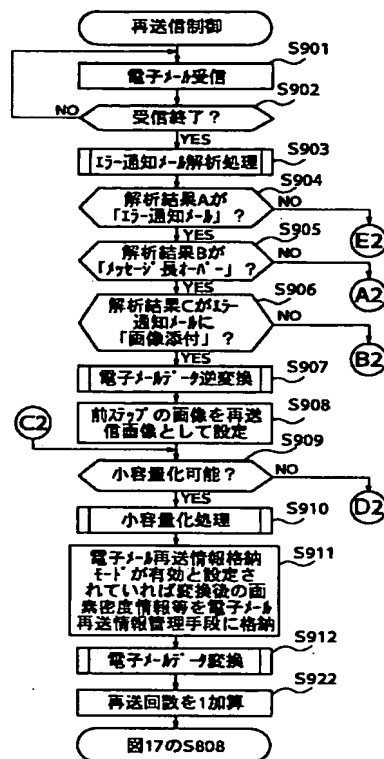 再送信制御
S901
電子メール受信
S902
受信終了？
NO
YES
S903
エラー通知メール解析処理
S904
解析結果Aが
「エラー通知メール」？
NO
E2
YES
S905
解析結果Bが
「メッセージ長オーバー」？
NO
A2
YES
S906
解析結果Cがエラー
通知メールに
「画像添付」？
NO
B2
YES
S907
電子メールデータ逆変換
S908
前ステップの画像を再送
信画像として設定
C2
S909
小容量化可能？
NO
D2
YES
S910
小容量化処理
S911
電子メール再送情報格納
モードが有効と設定され
ていれば変換後の画
素密度情報等を電子メール
再送情報管理手段に格納
S912
電子メールデータ変換
S922
再送回数を1加算
図17のS808